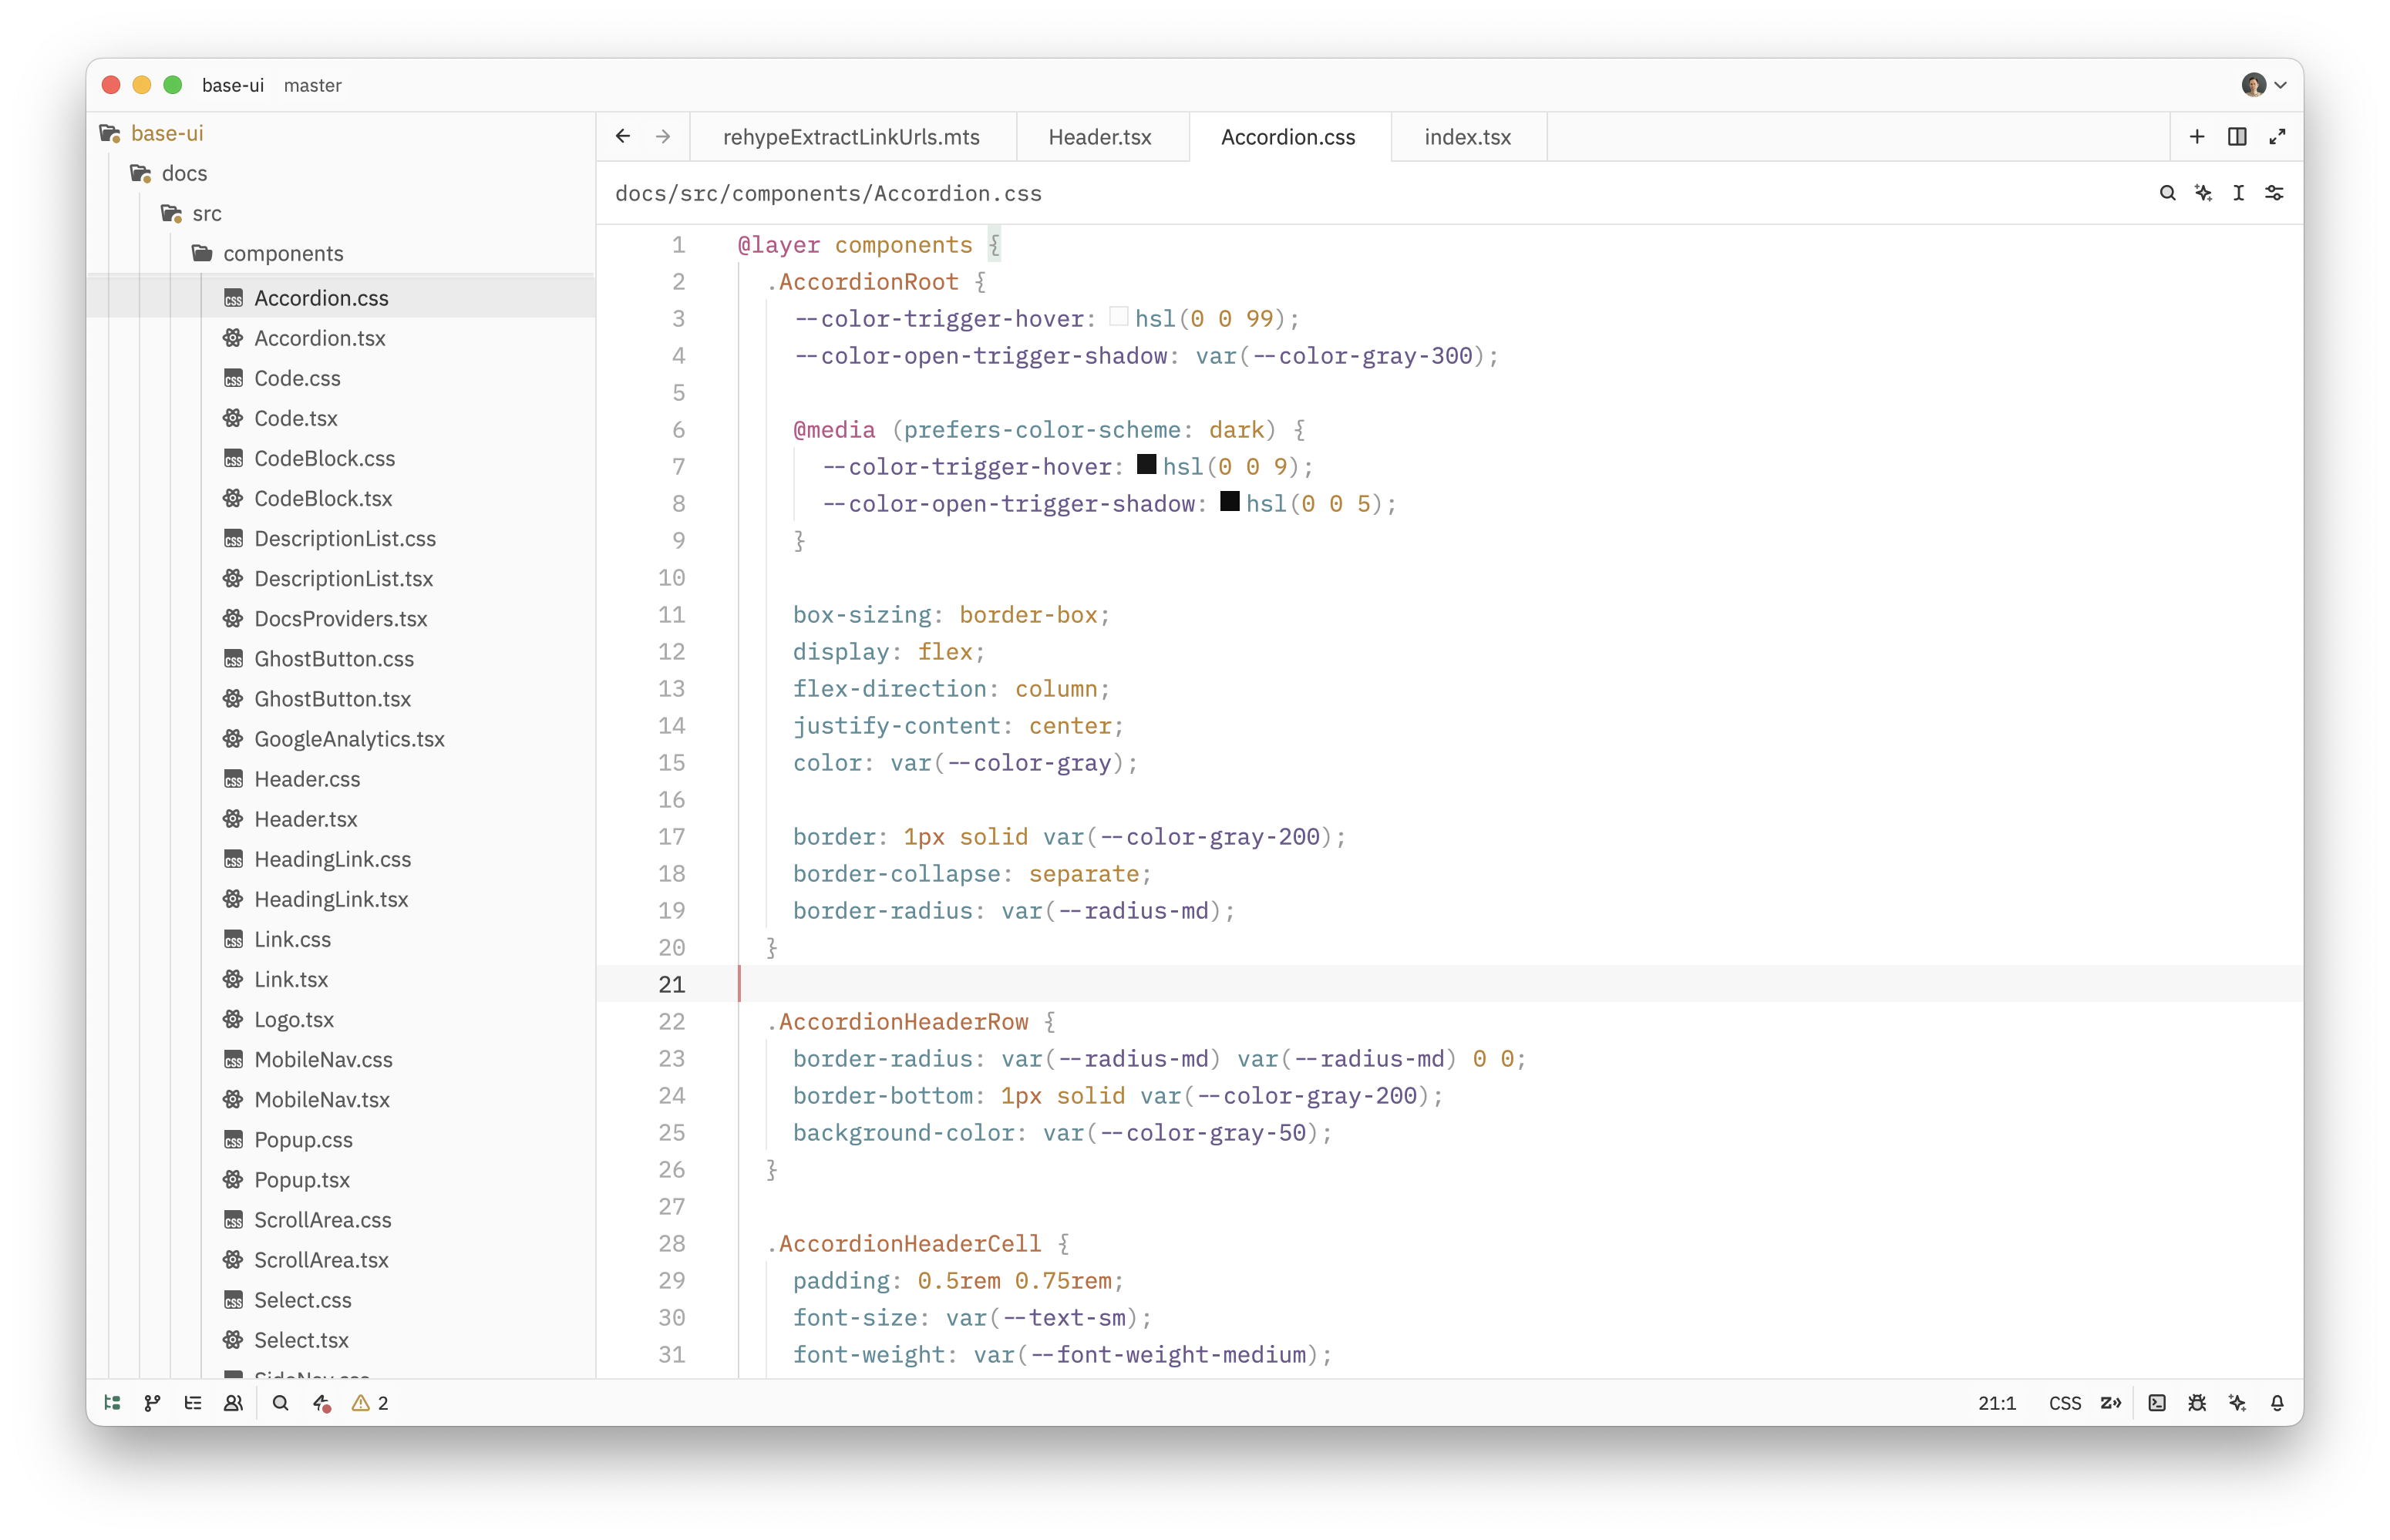 base-ui master
base-ui
docs
src
components
Accordion.css
Accordion.tsx
Code.css
Code.tsx
CodeBlock.css
CodeBlock.tsx
DescriptionList.css
DescriptionList.tsx
DocsProviders.tsx
GhostButton.css
GhostButton.tsx
GoogleAnalytics.tsx
Header.css
Header.tsx
HeadingLink.css
HeadingLink.tsx
Link.css
Link.tsx
Logo.tsx
MobileNav.css
MobileNav.tsx
Popup.css
Popup.tsx
ScrollArea.css
ScrollArea.tsx
Select.css
Select.tsx
rehypeExtractLinkUrls.mts Header.tsx Accordion.css index.tsx
docs/src/components/Accordion.css
1 @layer components {
2 .AccordionRoot {
3 --color-trigger-hover: hsl(0 0 99);
4 --color-open-trigger-shadow: var(--color-gray-300);
5
6 @media (prefers-color-scheme: dark) {
7 --color-trigger-hover: hsl(0 0 9);
8 --color-open-trigger-shadow: hsl(0 0 5);
9 }
10
11 box-sizing: border-box;
12 display: flex;
13 flex-direction: column;
14 justify-content: center;
15 color: var(--color-gray);
16
17 border: 1px solid var(--color-gray-200);
18 border-collapse: separate;
19 border-radius: var(--radius-md);
20 }
21
22 .AccordionHeaderRow {
23 border-radius: var(--radius-md) var(--radius-md) 0 0;
24 border-bottom: 1px solid var(--color-gray-200);
25 background-color: var(--color-gray-50);
26 }
27
28 .AccordionHeaderCell {
29 padding: 0.5rem 0.75rem;
30 font-size: var(--text-sm);
31 font-weight: var(--font-weight-medium);
2 21:1 CSS